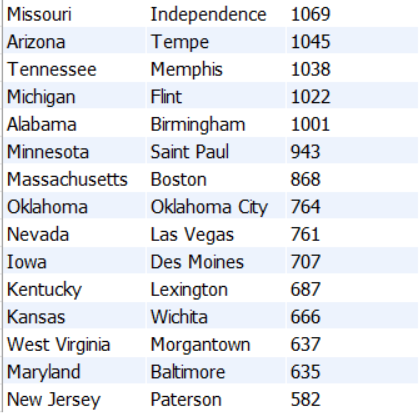 Missouri Independence 1069
Arizona Tempe 1045
Tennessee Memphis 1038
Michigan Flint 1022
Alabama Birmingham 1001
Minnesota Saint Paul 943
Massachusetts Boston 868
Oklahoma Oklahoma City 764
Nevada Las Vegas 761
Iowa Des Moines 707
Kentucky Lexington 687
Kansas Wichita 666
West Virginia Morgantown 637
Maryland Baltimore 635
New Jersey Paterson 582